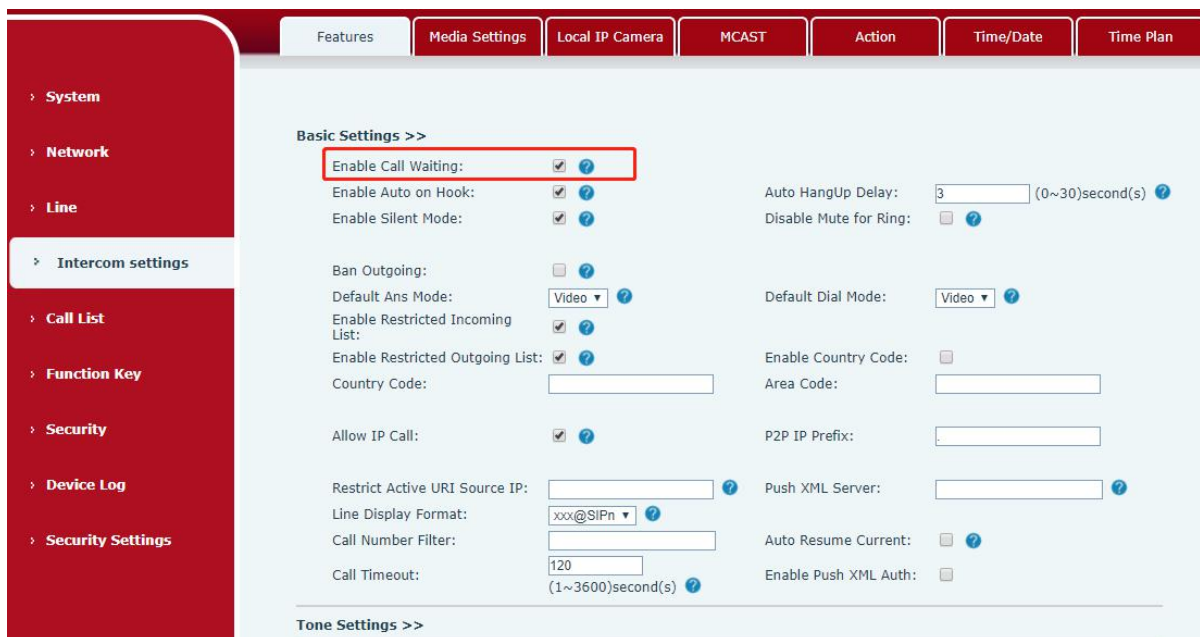 Features Media Settings Local IP Camera MCAST Action Time/Date Time Plan
System
Network
Line
Intercom settings
Call List
Function Key
Security
Device Log
Security Settings
Basic Settings >>
Enable Call Waiting:
Enable Auto on Hook: Auto HangUp Delay: 3 (0~30)second(s)
Enable Silent Mode: Disable Mute for Ring:
Ban Outgoing:
Default Ans Mode: Video Default Dial Mode: Video
Enable Restricted Incoming
List:
Enable Restricted Outgoing List: Enable Country Code:
Country Code: Area Code:
Allow IP Call: P2P IP Prefix: .
Restrict Active URI Source IP: Push XML Server:
Line Display Format: xxx@SIPn
Call Number Filter: Auto Resume Current:
Call Timeout: 120
(1~3600)second(s) Enable Push XML Auth:
Tone Settings >>